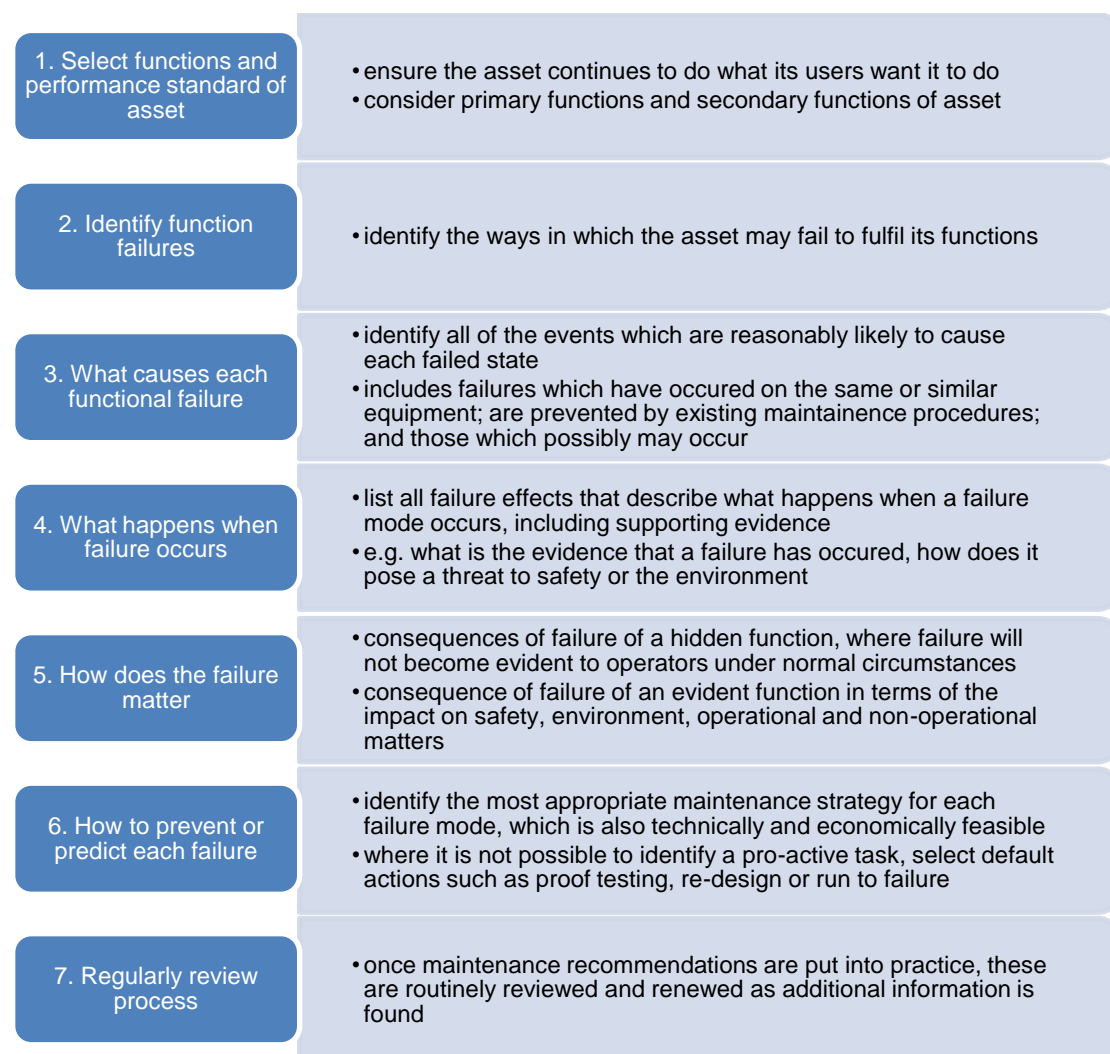 1. Select functions and
performance standard of
asset
•ensure the asset continues to do what its users want it to do
•consider primary functions and secondary functions of asset
2. Identify function
failures
•identify the ways in which the asset may fail to fulfil its functions
3. What causes each
functional failure
•identify all of the events which are reasonably likely to cause
each failed state
•includes failures which have occured on the same or similar
equipment; are prevented by existing maintainence procedures;
and those which possibly may occur
4. What happens when
failure occurs
•list all failure effects that describe what happens when a failure
mode occurs, including supporting evidence
•e.g. what is the evidence that a failure has occured, how does it
pose a threat to safety or the environment
5. How does the failure
matter
•consequences of failure of a hidden function, where failure will
not become evident to operators under normal circumstances
•consequence of failure of an evident function in terms of the
impact on safety, environment, operational and non-operational
matters
6. How to prevent or
predict each failure
•identify the most appropriate maintenance strategy for each
failure mode, which is also technically and economically feasible
•where it is not possible to identify a pro-active task, select default
actions such as proof testing, re-design or run to failure
7. Regularly review
process
•once maintenance recommendations are put into practice, these
are routinely reviewed and renewed as additional information is
found